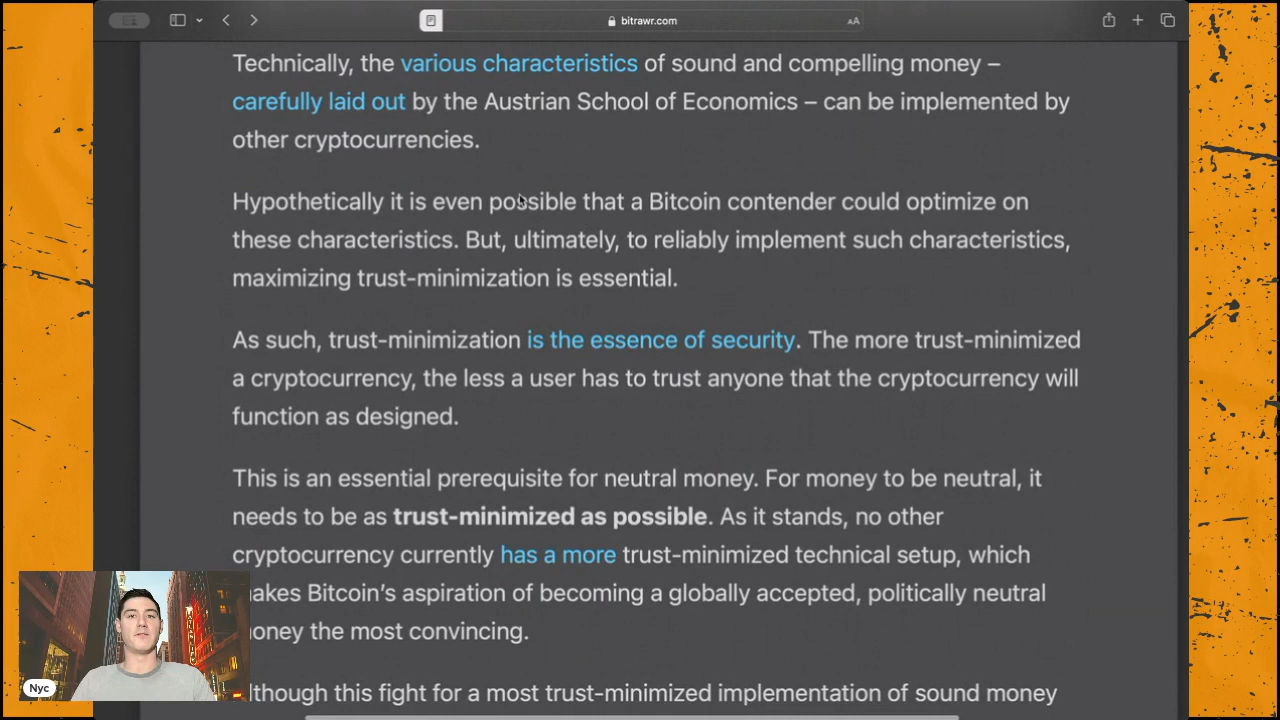 bitrawr.com
AA
Technically, the various characteristics of sound and compelling money –
carefully laid out by the Austrian School of Economics – can be implemented by
other cryptocurrencies.
Hypothetically it is even possible that a Bitcoin contender could optimize on
these characteristics. But, ultimately, to reliably implement such characteristics,
maximizing trust-minimization is essential.
As such, trust-minimization is the essence of security. The more trust-minimized
a cryptocurrency, the less a user has to trust anyone that the cryptocurrency will
function as designed.
This is an essential prerequisite for neutral money. For money to be neutral, it
needs to be as trust-minimized as possible. As it stands, no other
cryptocurrency currently has a more trust-minimized technical setup, which
akes Bitcoin's aspiration of becoming a globally accepted, politically neutral
oney the most convincing.
lthough this fight for a most trust-minimized implementation of sound money
Nyc